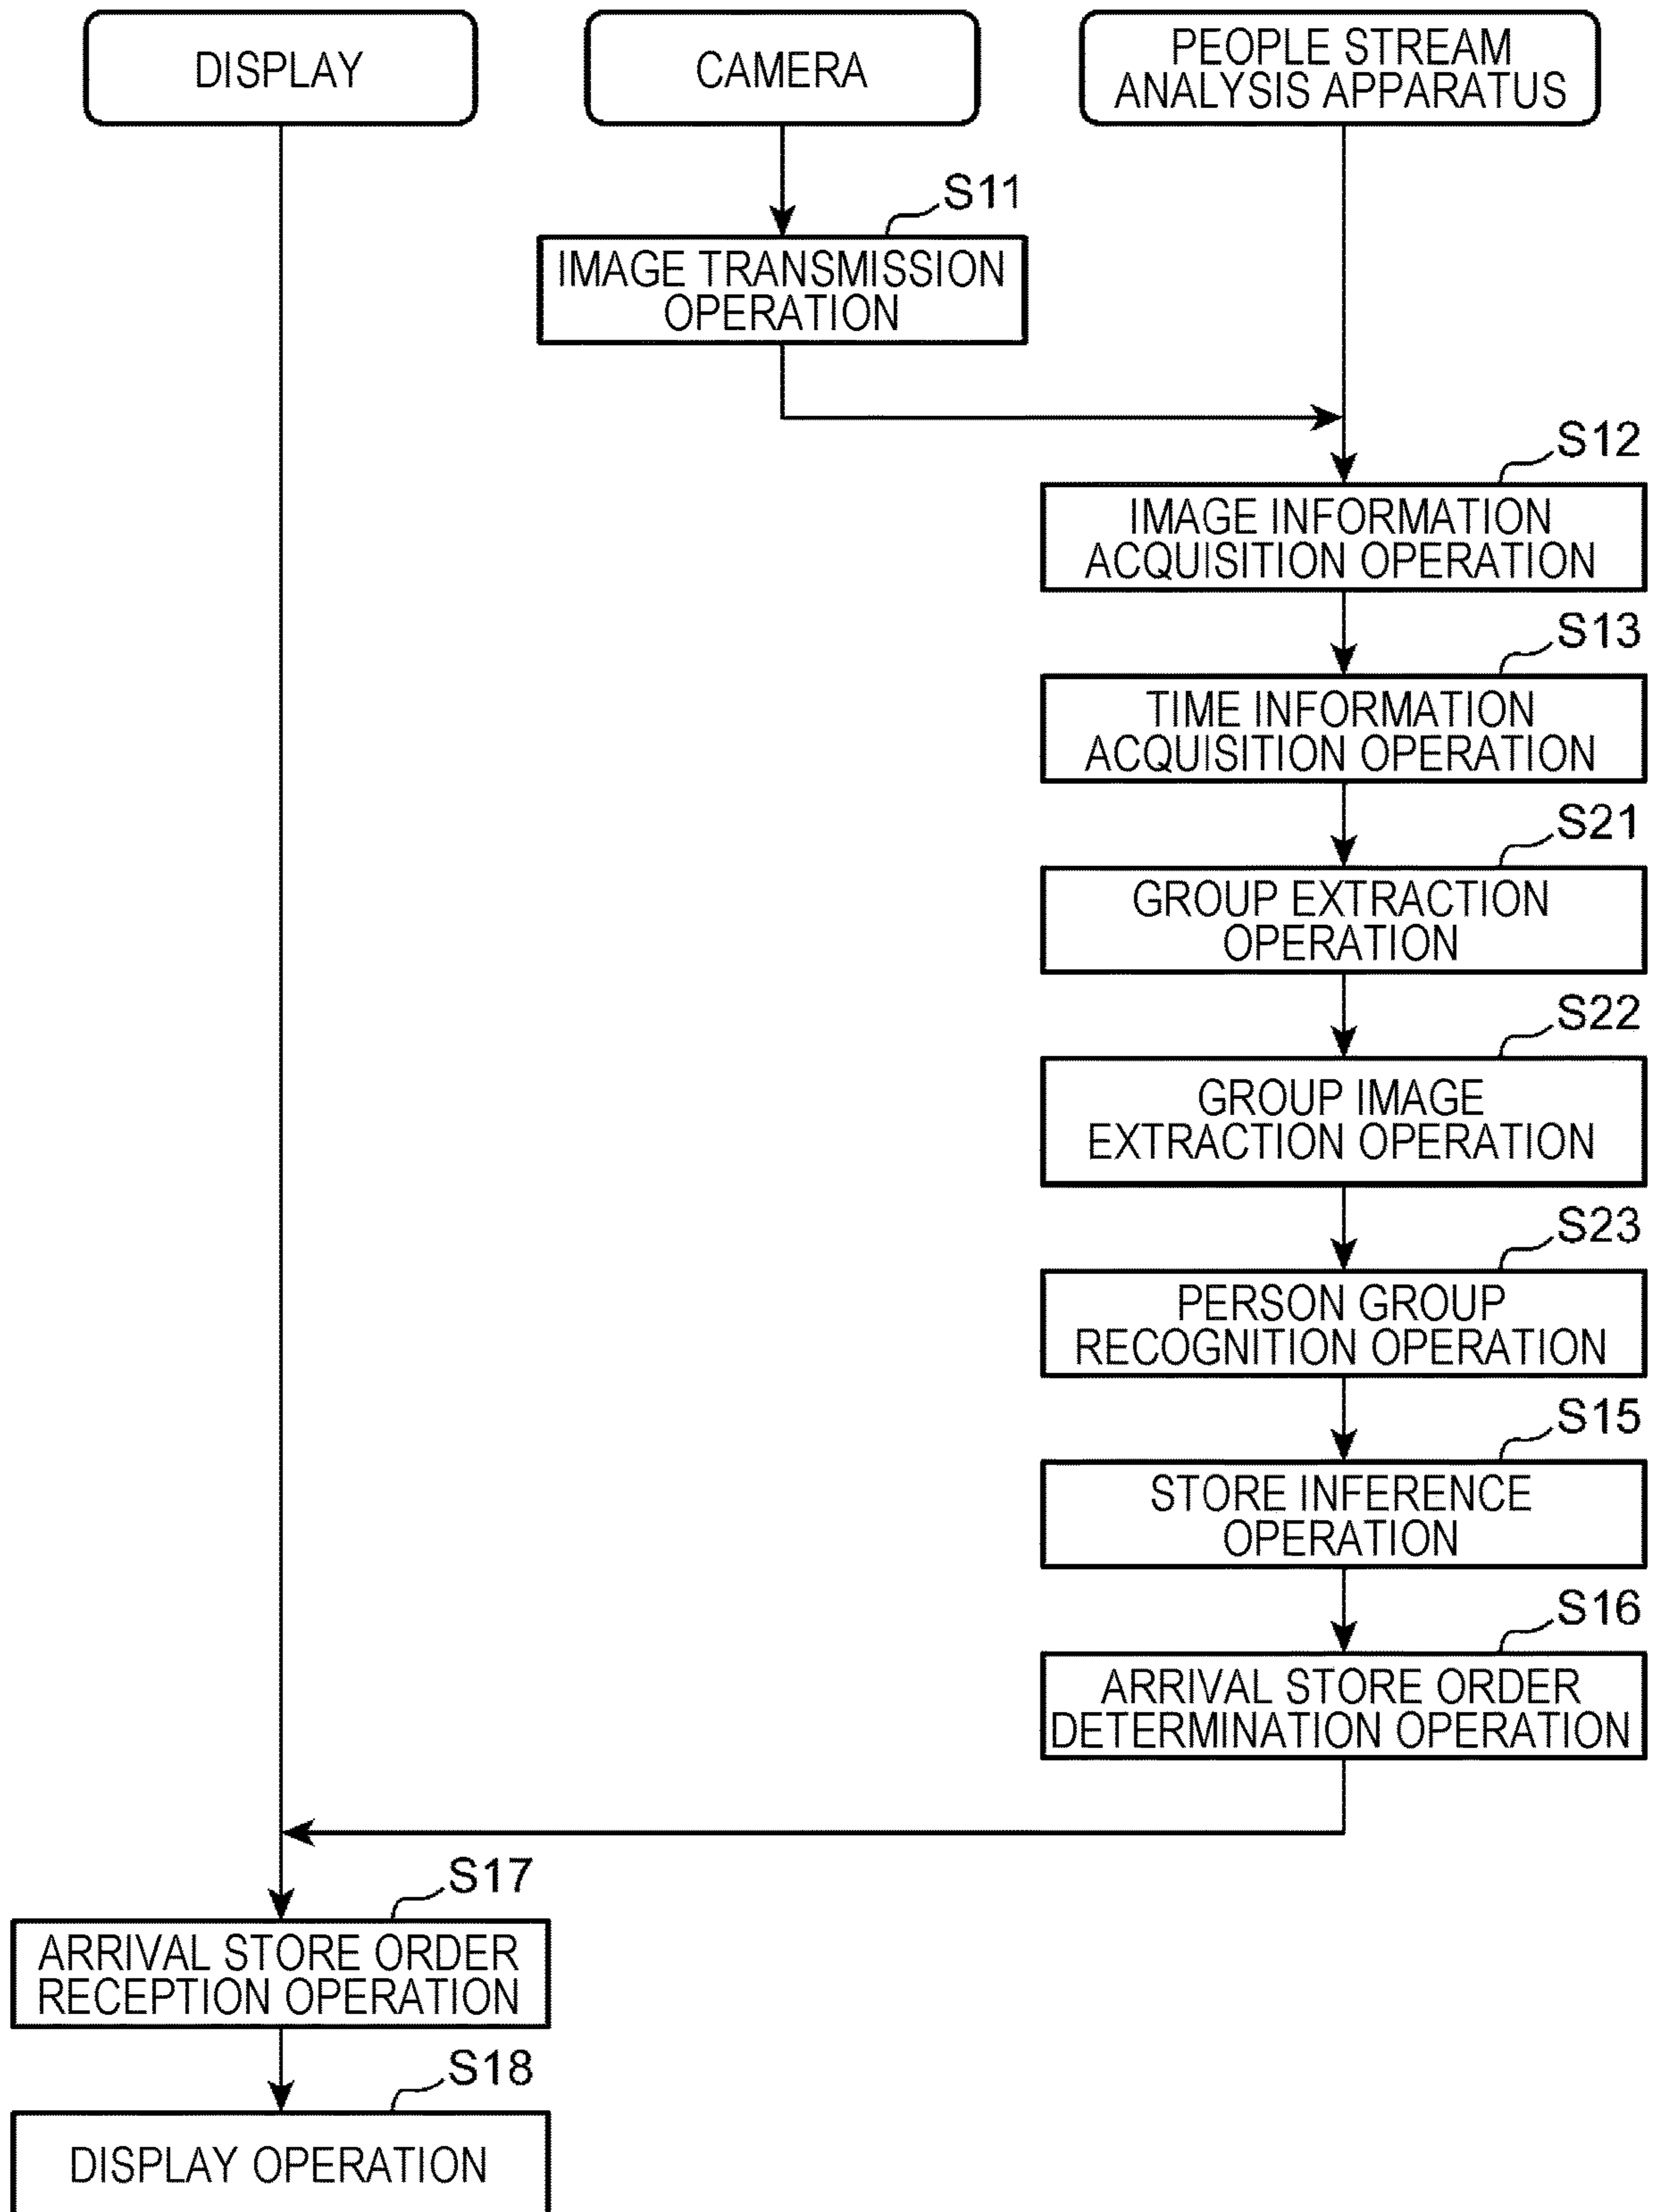 DISPLAY
CAMERA
PEOPLE STREAM
ANALYSIS APPARATUS
S11
IMAGE TRANSMISSION
OPERATION
S12
IMAGE INFORMATION
ACQUISITION OPERATION
S13
TIME INFORMATION
ACQUISITION OPERATION
S21
GROUP EXTRACTION
OPERATION
S22
GROUP IMAGE
EXTRACTION OPERATION
S23
PERSON GROUP
RECOGNITION OPERATION
S15
STORE INFERENCE
OPERATION
S16
ARRIVAL STORE ORDER
DETERMINATION OPERATION
S17
ARRIVAL STORE ORDER
RECEPTION OPERATION
S18
DISPLAY OPERATION